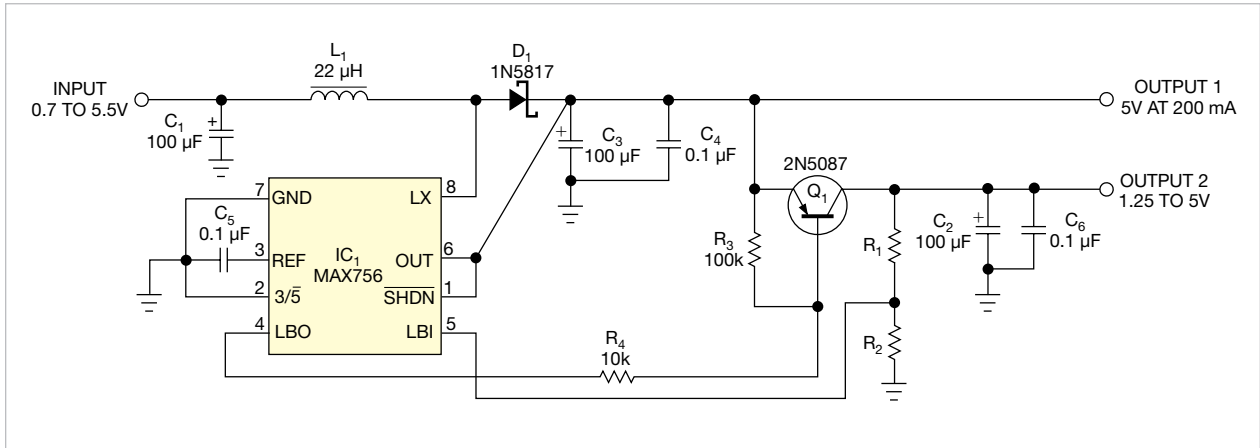 L₁
22 µH
D₁
1N5817
INPUT
0.7 TO 5.5V
OUTPUT 1
5V AT 200 mA
C₁
100 µF
+
+
C₃
100 µF
C₄
0.1 µF
2N5087
Q₁
OUTPUT 2
1.25 TO 5V
7
GND
LX
8
C₅
0.1 µF
3
REF
IC₁
MAX756
OUT
6
2
3/5̅
S̅H̅D̅N̅
1
4
LBO
LBI
5
R₃
100k
R₁
+
C₂
100 µF
C₆
0.1 µF
R₂
R₄
10k